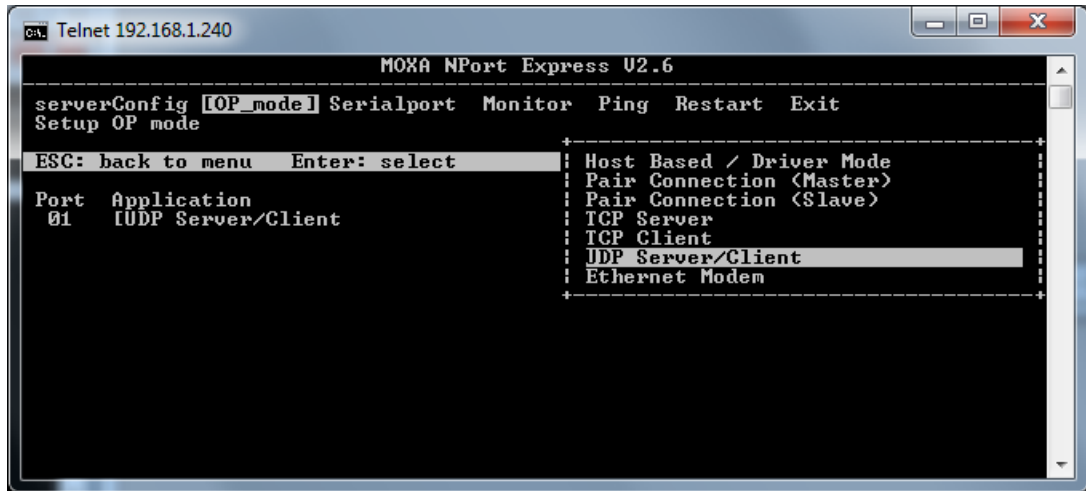 Telnet 192.168.1.240
MOXA NPort Express V2.6
serverConfig [OP_mode] Serialport Monitor Ping Restart Exit
Setup OP mode
ESC: back to menu Enter: select
Port Application
01 [UDP Server/Client
Host Based / Driver Mode
Pair Connection (Master)
Pair Connection (Slave)
TCP Server
TCP Client
UDP Server/Client
Ethernet Modem